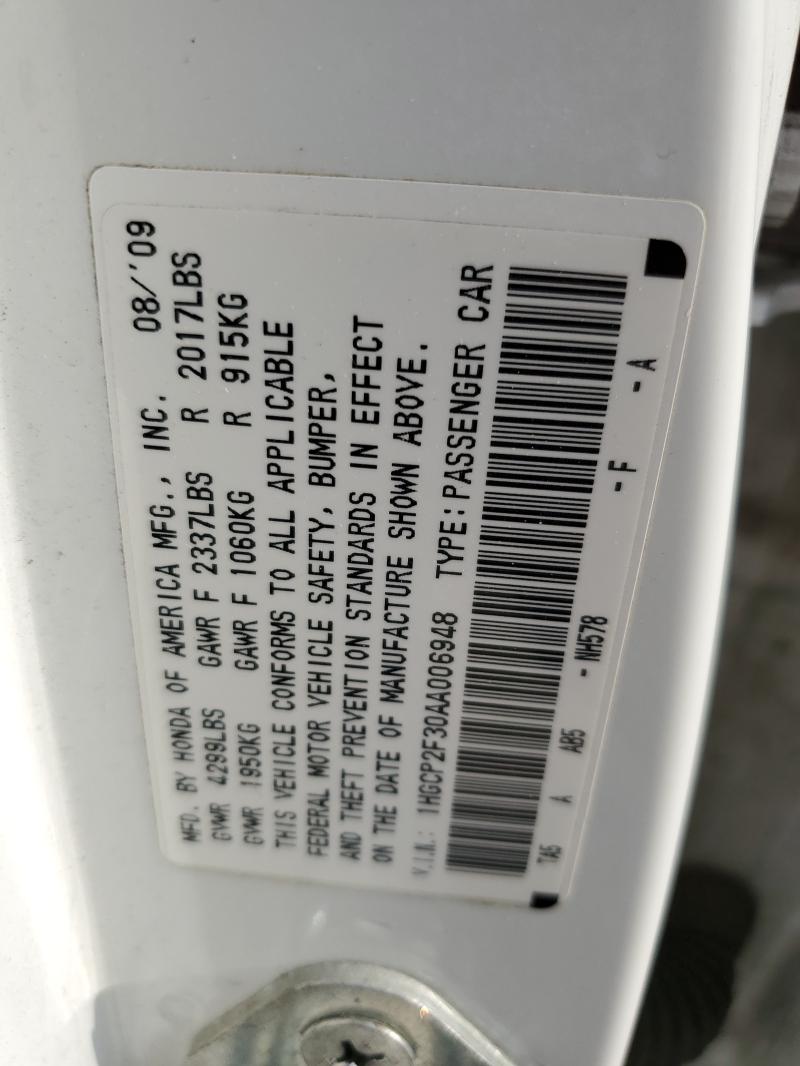 MFD. BY HONDA OF AMERICA MFG., INC. 08/'09
GVWR 4299LBS GAWR F 2337LBS R 2017LBS
GVWR 1950KG GAWR F 1060KG R 915KG
THIS VEHICLE CONFORMS TO ALL APPLICABLE
FEDERAL MOTOR VEHICLE SAFETY, BUMPER,
AND THEFT PREVENTION STANDARDS IN EFFECT
ON THE DATE OF MANUFACTURE SHOWN ABOVE.
V.I.N.: 1HGCP2F30AA006948 TYPE:PASSENGER CAR
TA5 A AB5 - NH578 - F - A